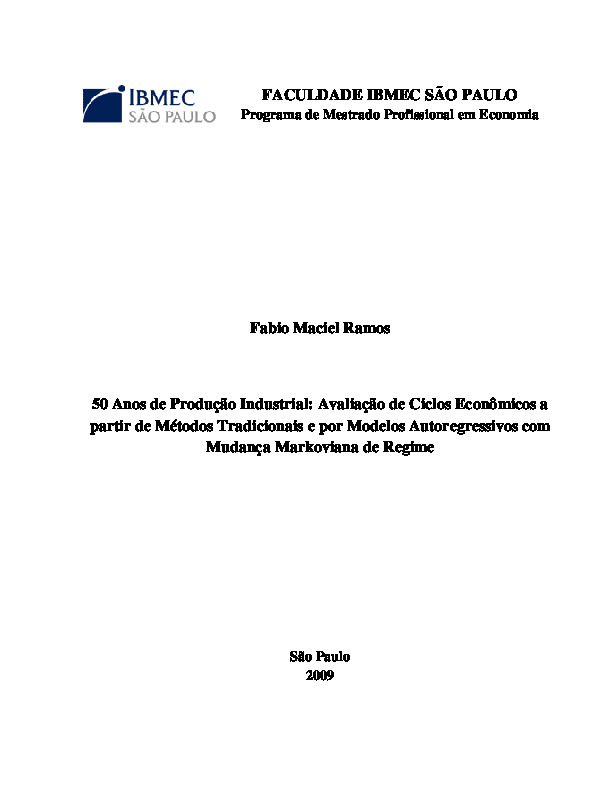 IBMEC
SÃO PAULO
FACULDADE IBMEC SÃO PAULO
Programa de Mestrado Profissional em Economia
Fabio Maciel Ramos
50 Anos de Produção Industrial: Avaliação de Ciclos Econômicos a
partir de Métodos Tradicionais e por Modelos Autoregressivos com
Mudança Markoviana de Regime
São Paulo
2009